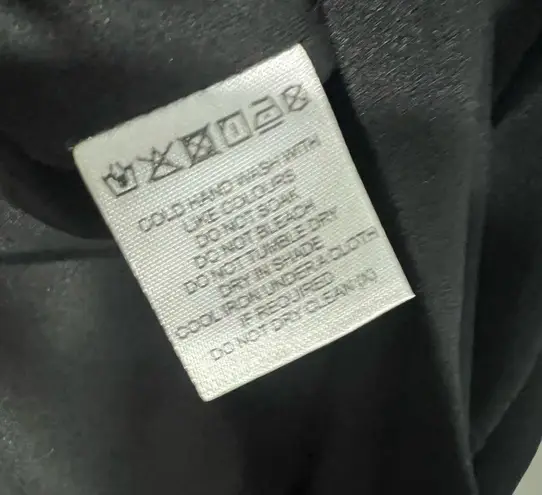 COLD HAND WASH WITH
LIKE COLOURS
DO NOT SOAK
DO NOT BLEACH
DO NOT TUMBLE DRY
DRY IN SHADE
COOL IRON UNDER A CLOTH
IF REQUIRED
DO NOT DRY CLEAN (X)